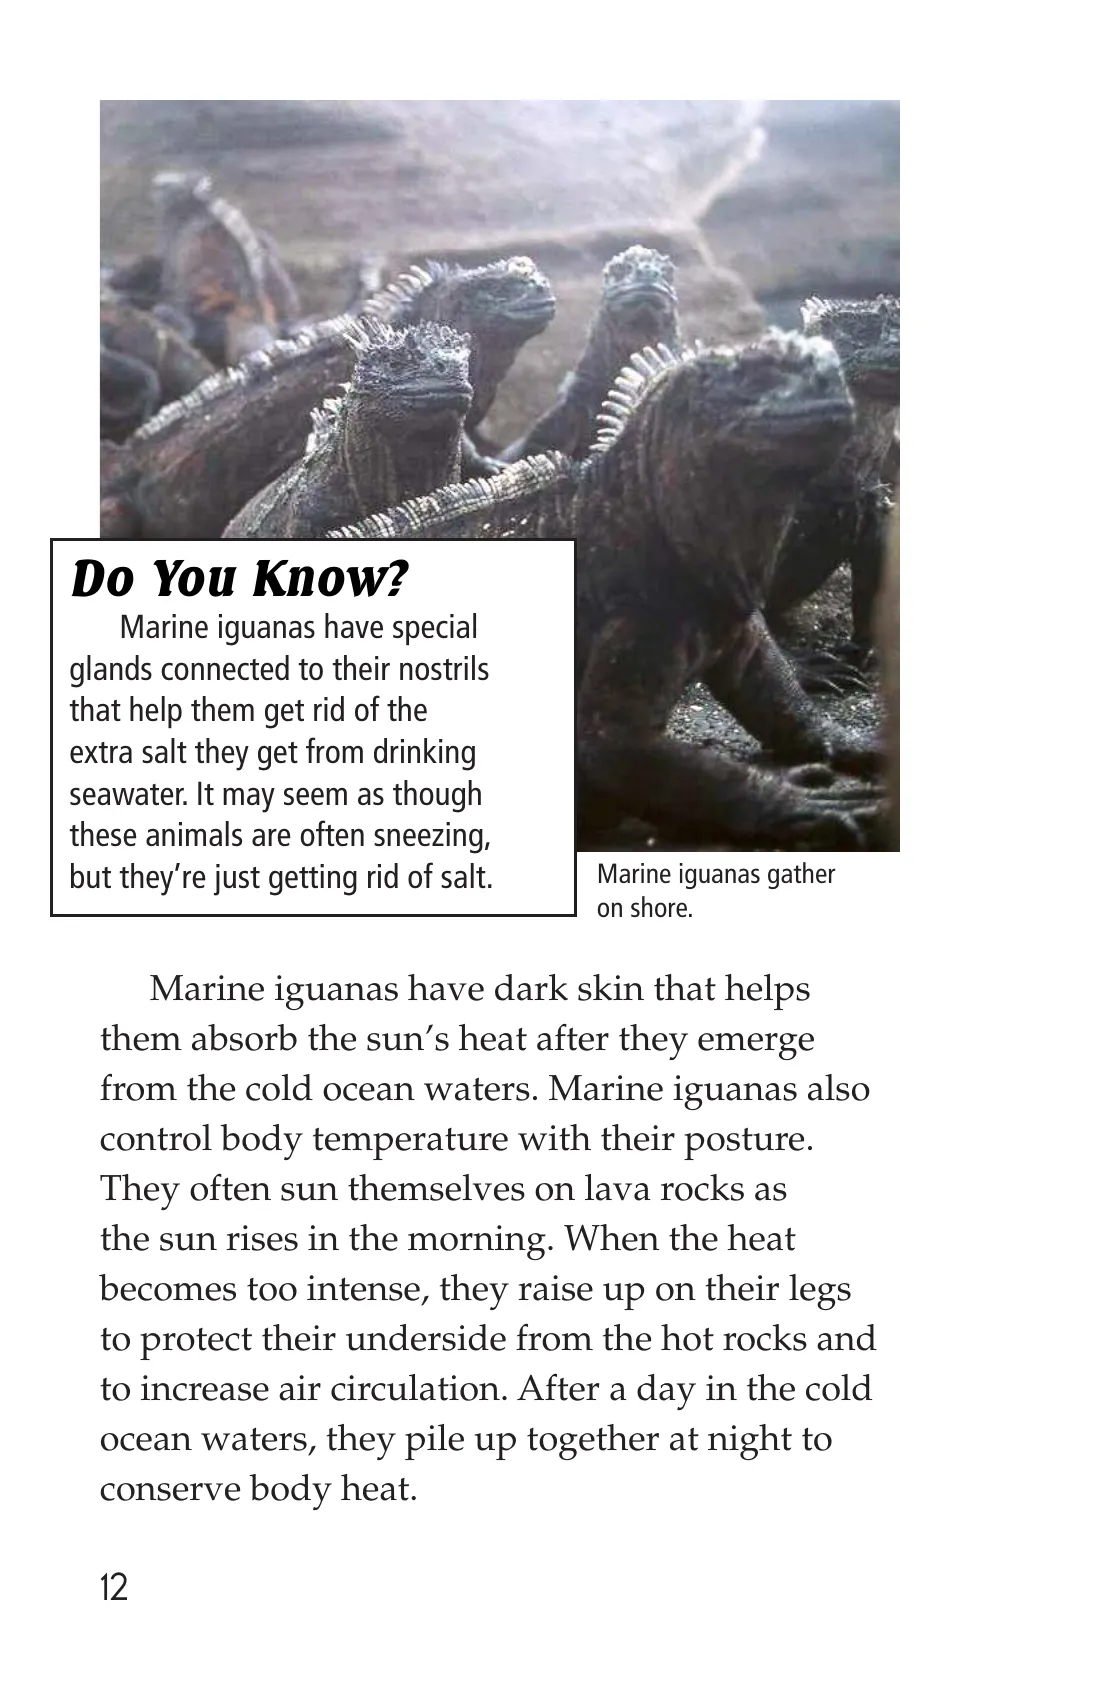 Do You Know?
Marine iguanas have special
glands connected to their nostrils
that help them get rid of the
extra salt they get from drinking
seawater. It may seem as though
these animals are often sneezing,
but they’re just getting rid of salt.
Marine iguanas gather
on shore.
Marine iguanas have dark skin that helps
them absorb the sun’s heat after they emerge
from the cold ocean waters. Marine iguanas also
control body temperature with their posture.
They often sun themselves on lava rocks as
the sun rises in the morning. When the heat
becomes too intense, they raise up on their legs
to protect their underside from the hot rocks and
to increase air circulation. After a day in the cold
ocean waters, they pile up together at night to
conserve body heat.
12